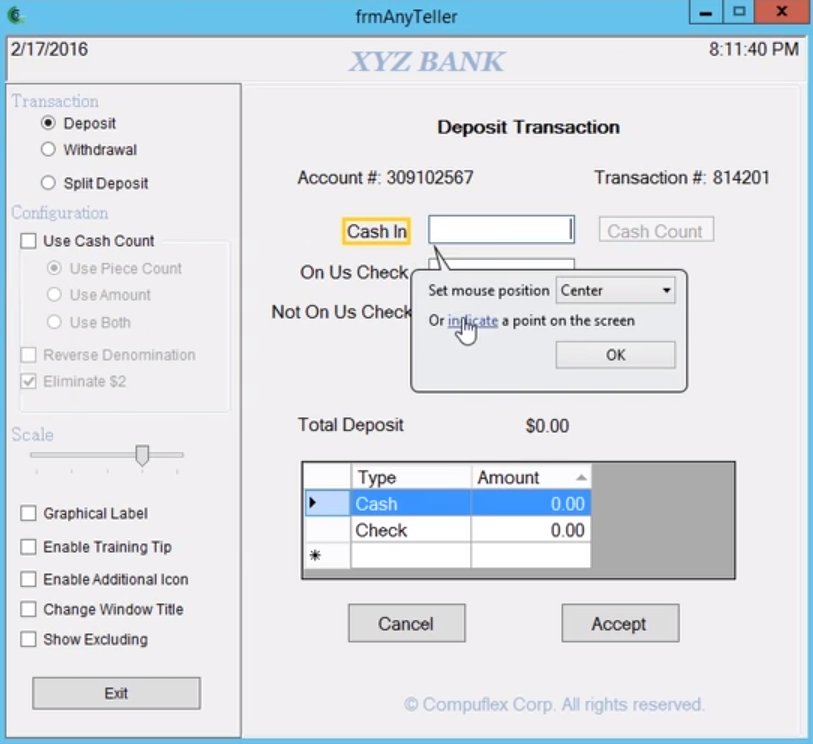 frmAnyTeller
2/17/2016
XYZ BANK
8:11:40 PM
Transaction
Deposit
Withdrawal
Split Deposit
Configuration
Use Cash Count
Use Piece Count
Use Amount
Use Both
Reverse Denomination
Eliminate $2
Scale
Graphical Label
Enable Training Tip
Enable Additional Icon
Change Window Title
Show Excluding
Exit
Deposit Transaction
Account #: 309102567 Transaction #: 814201
Cash In Cash Count
On Us Check
Not On Us Check
Set mouse position Center
Or indicate a point on the screen
OK
Total Deposit $0.00
Type Amount
Cash 0.00
Check 0.00
Cancel Accept
© Compuflex Corp. All rights reserved.